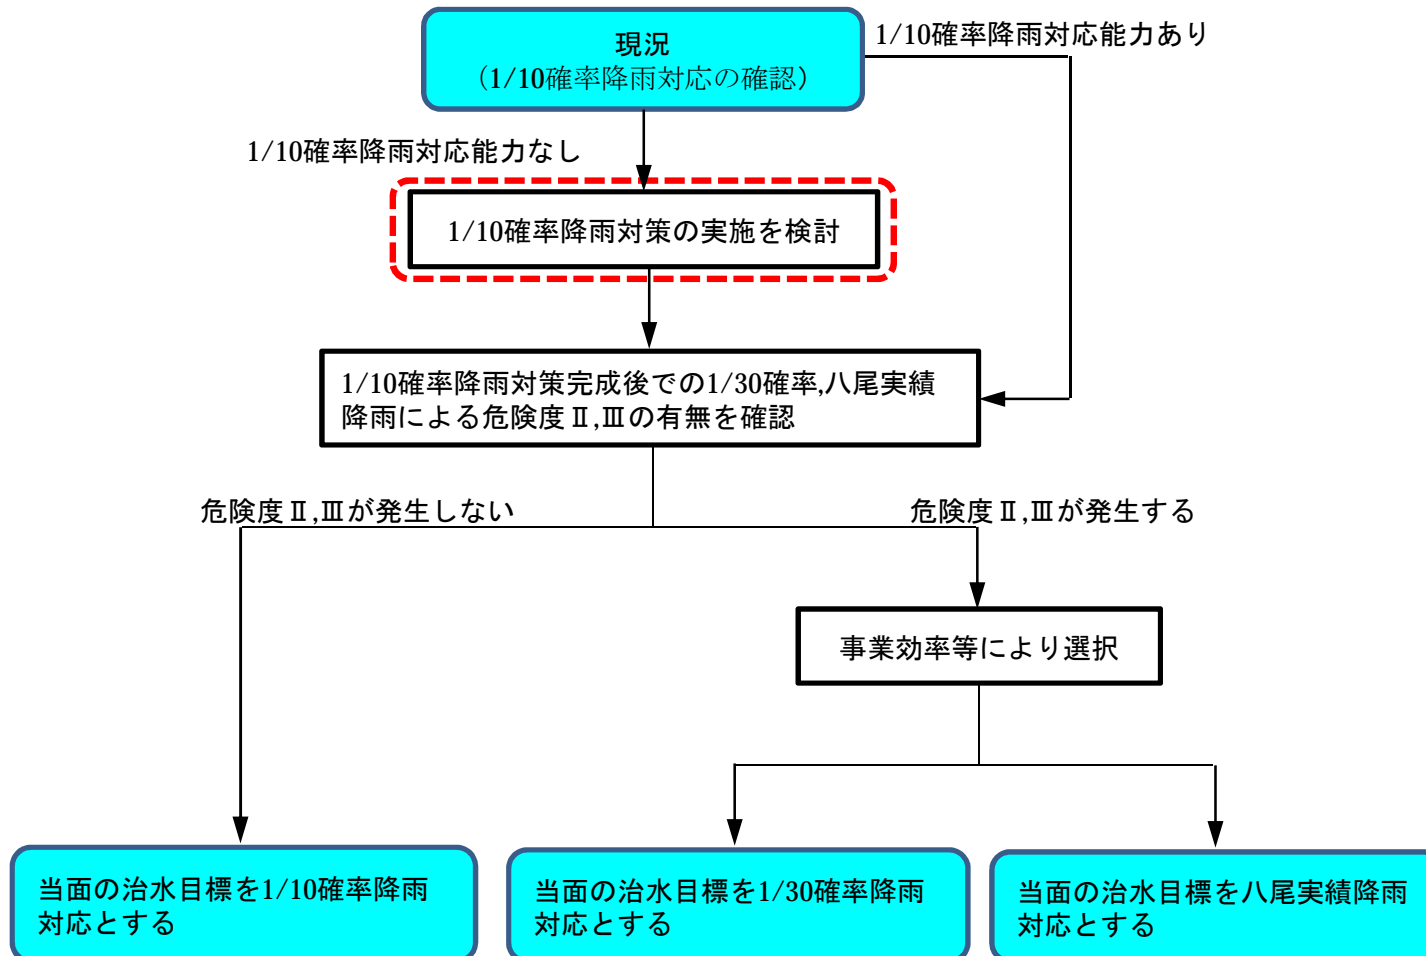 現況
（1/10確率降雨対応の確認）
1/10確率降雨対応能力あり
1/10確率降雨対応能力なし
1/10確率降雨対策の実施を検討
1/10確率降雨対策完成後での1/30確率,八尾実績
降雨による危険度Ⅱ,Ⅲの有無を確認
危険度Ⅱ,Ⅲが発生しない
危険度Ⅱ,Ⅲが発生する
事業効率等により選択
当面の治水目標を1/10確率降雨
対応とする
当面の治水目標を1/30確率降雨
対応とする
当面の治水目標を八尾実績降雨
対応とする